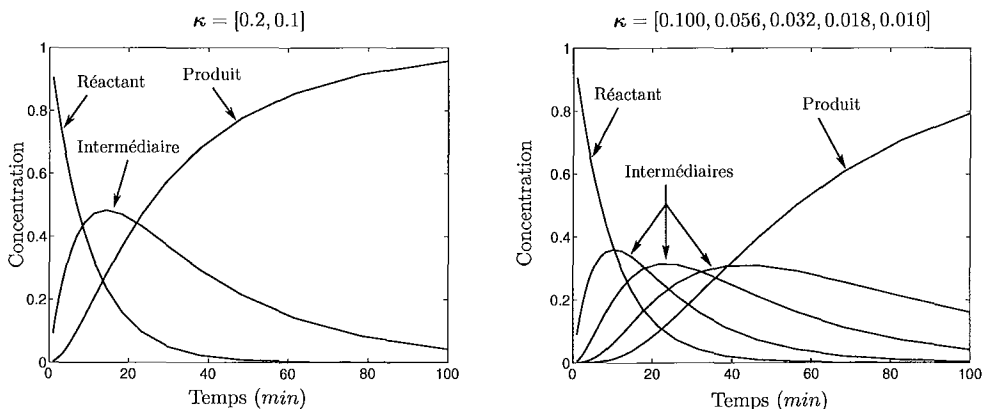 κ = [0.2, 0.1]
1
0.8
0.6
0.4
0.2
0
Concentration
Réactant
Produit
Intermédiaire
0
20
40
60
80
100
Temps (min)
κ = [0.100, 0.056, 0.032, 0.018, 0.010]
1
0.8
0.6
0.4
0.2
0
Concentration
Réactant
Produit
Intermédiaires
0
20
40
60
80
100
Temps (min)